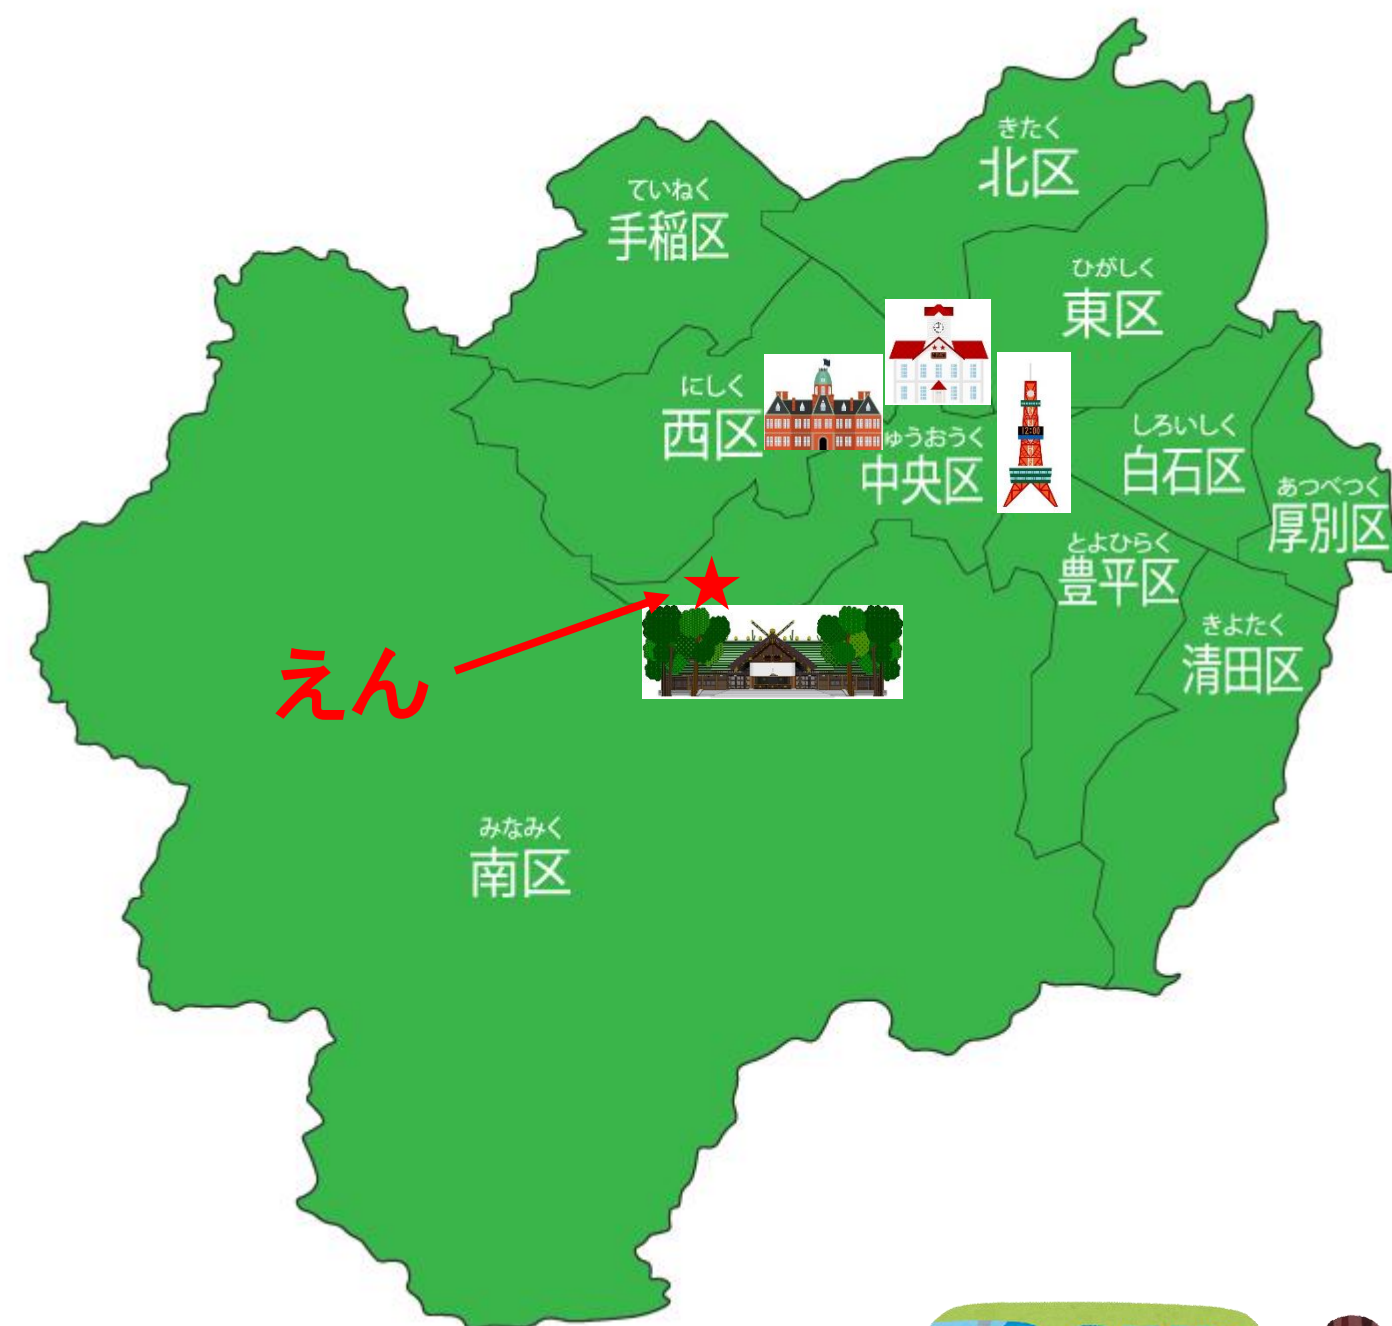 きたく
北区
ていねく
手稲区
ひがしく
東区
にしく
西区
ゅうおうく
中央区
しろいしく
白石区
あつべつく
厚別区
とよひらく
豊平区
きよたく
清田区
えん
みなみく
南区
12:00